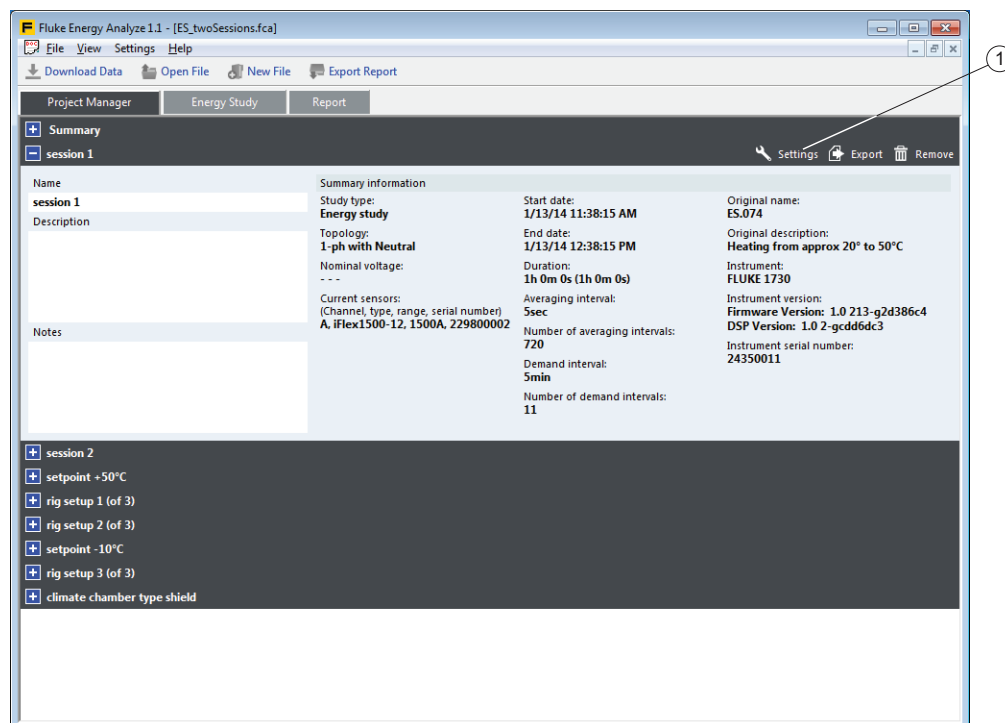 Fluke Energy Analyze 1.1 - [ES_twoSessions.fca]
File View Settings Help
Download Data Open File New File Export Report
1
Project Manager Energy Study Report
Summary
session 1 Settings Export Remove
Name
session 1
Description
Notes
Summary information
Study type:
Energy study
Topology:
1-ph with Neutral
Nominal voltage:
- - -
Current sensors:
(Channel, type, range, serial number)
A, iFlex1500-12, 1500A, 229800002
Start date:
1/13/14 11:38:15 AM
End date:
1/13/14 12:38:15 PM
Duration:
1h 0m 0s (1h 0m 0s)
Averaging interval:
5sec
Number of averaging intervals:
720
Demand interval:
5min
Number of demand intervals:
11
Original name:
ES.074
Original description:
Heating from approx 20° to 50°C
Instrument:
FLUKE 1730
Instrument version:
Firmware Version: 1.0 213-g2d386c4
DSP Version: 1.0 2-gcdd6dc3
Instrument serial number:
24350011
session 2
setpoint +50°C
rig setup 1 (of 3)
rig setup 2 (of 3)
setpoint -10°C
rig setup 3 (of 3)
climate chamber type shield